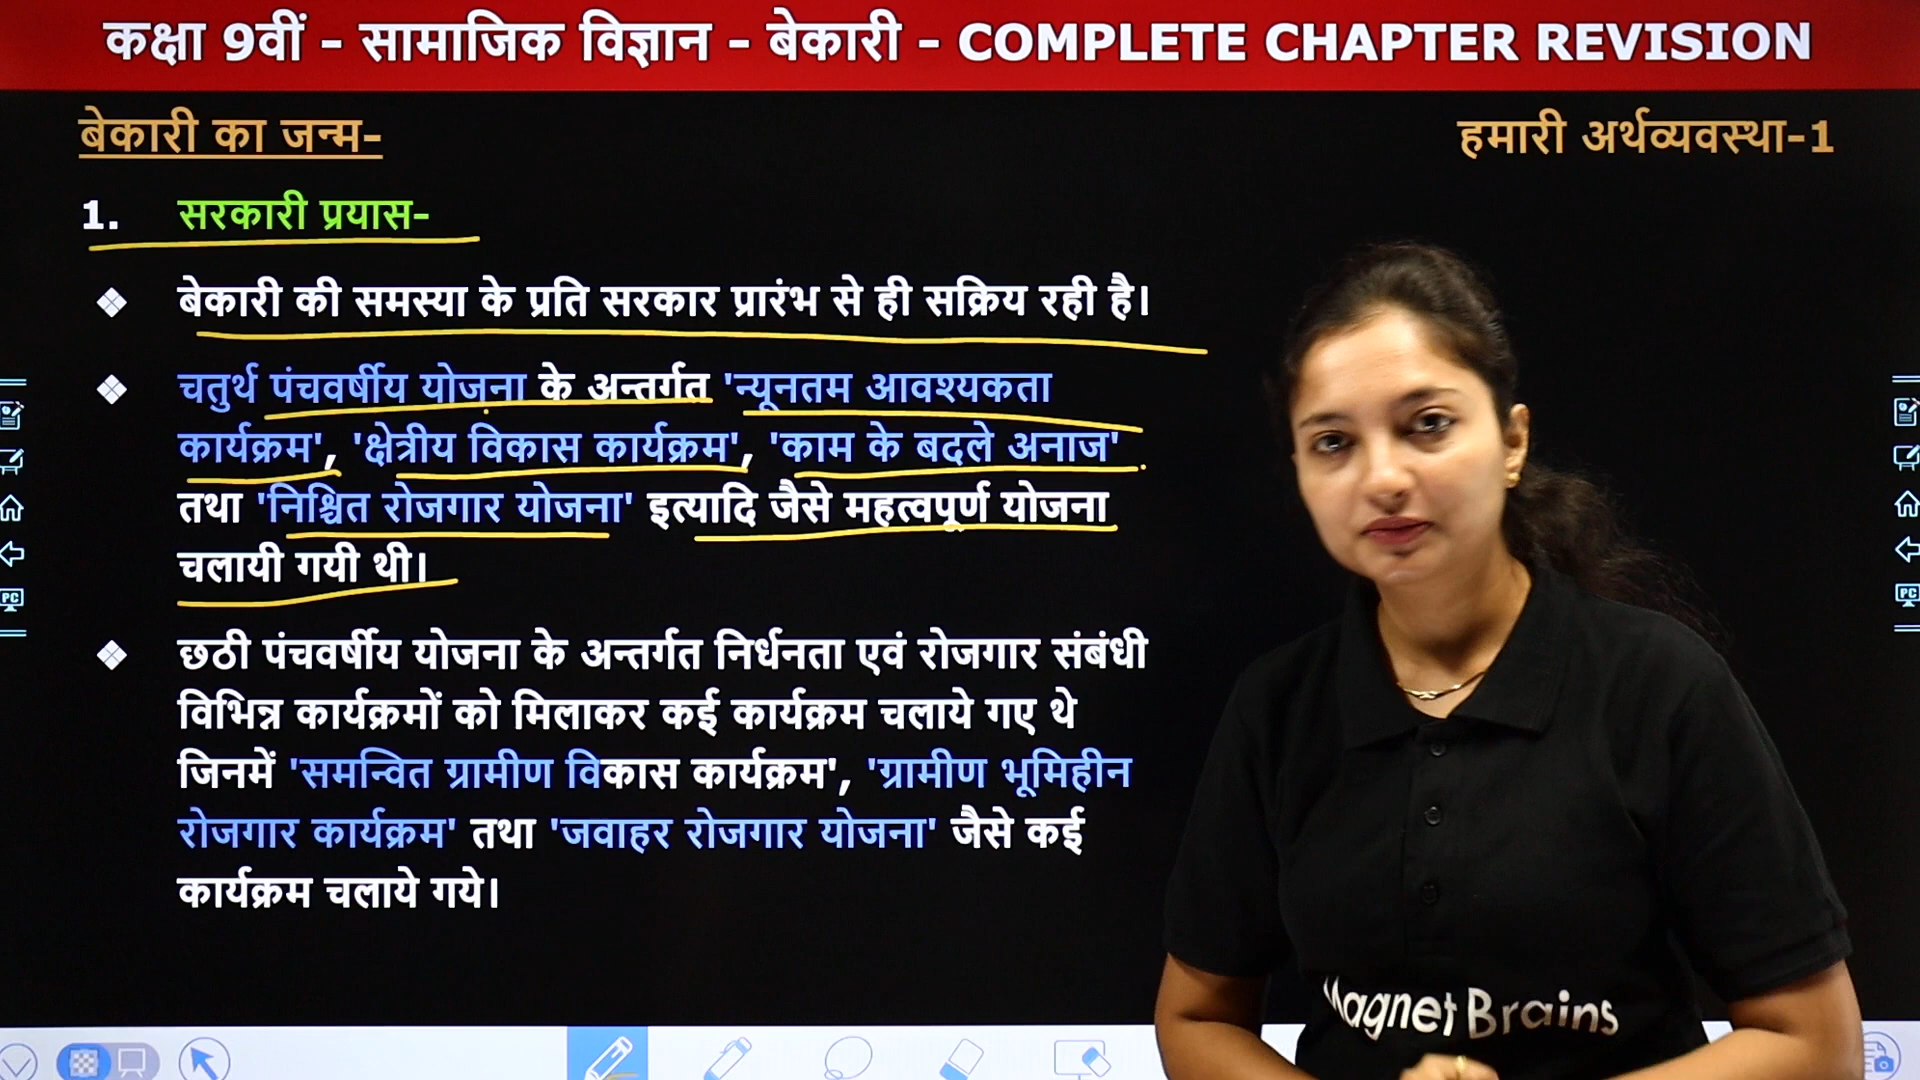 कक्षा 9वीं - सामाजिक विज्ञान - बेकारी - COMPLETE CHAPTER REVISION
बेकारी का जन्म-
हमारी अर्थव्यवस्था-1
1. सरकारी प्रयास-
❖ बेकारी की समस्या के प्रति सरकार प्रारंभ से ही सक्रिय रही है।
❖ चतुर्थ पंचवर्षीय योजना के अन्तर्गत 'न्यूनतम आवश्यकता
कार्यक्रम', 'क्षेत्रीय विकास कार्यक्रम', 'काम के बदले अनाज'
तथा 'निश्चित रोजगार योजना' इत्यादि जैसे महत्वपूर्ण योजना
चलायी गयी थी।
❖ छठी पंचवर्षीय योजना के अन्तर्गत निर्धनता एवं रोजगार संबंधी
विभिन्न कार्यक्रमों को मिलाकर कई कार्यक्रम चलाये गए थे
जिनमें 'समन्वित ग्रामीण विकास कार्यक्रम', 'ग्रामीण भूमिहीन
रोजगार कार्यक्रम' तथा 'जवाहर रोजगार योजना' जैसे कई
कार्यक्रम चलाये गये।
PC
PC
Magnet Brains